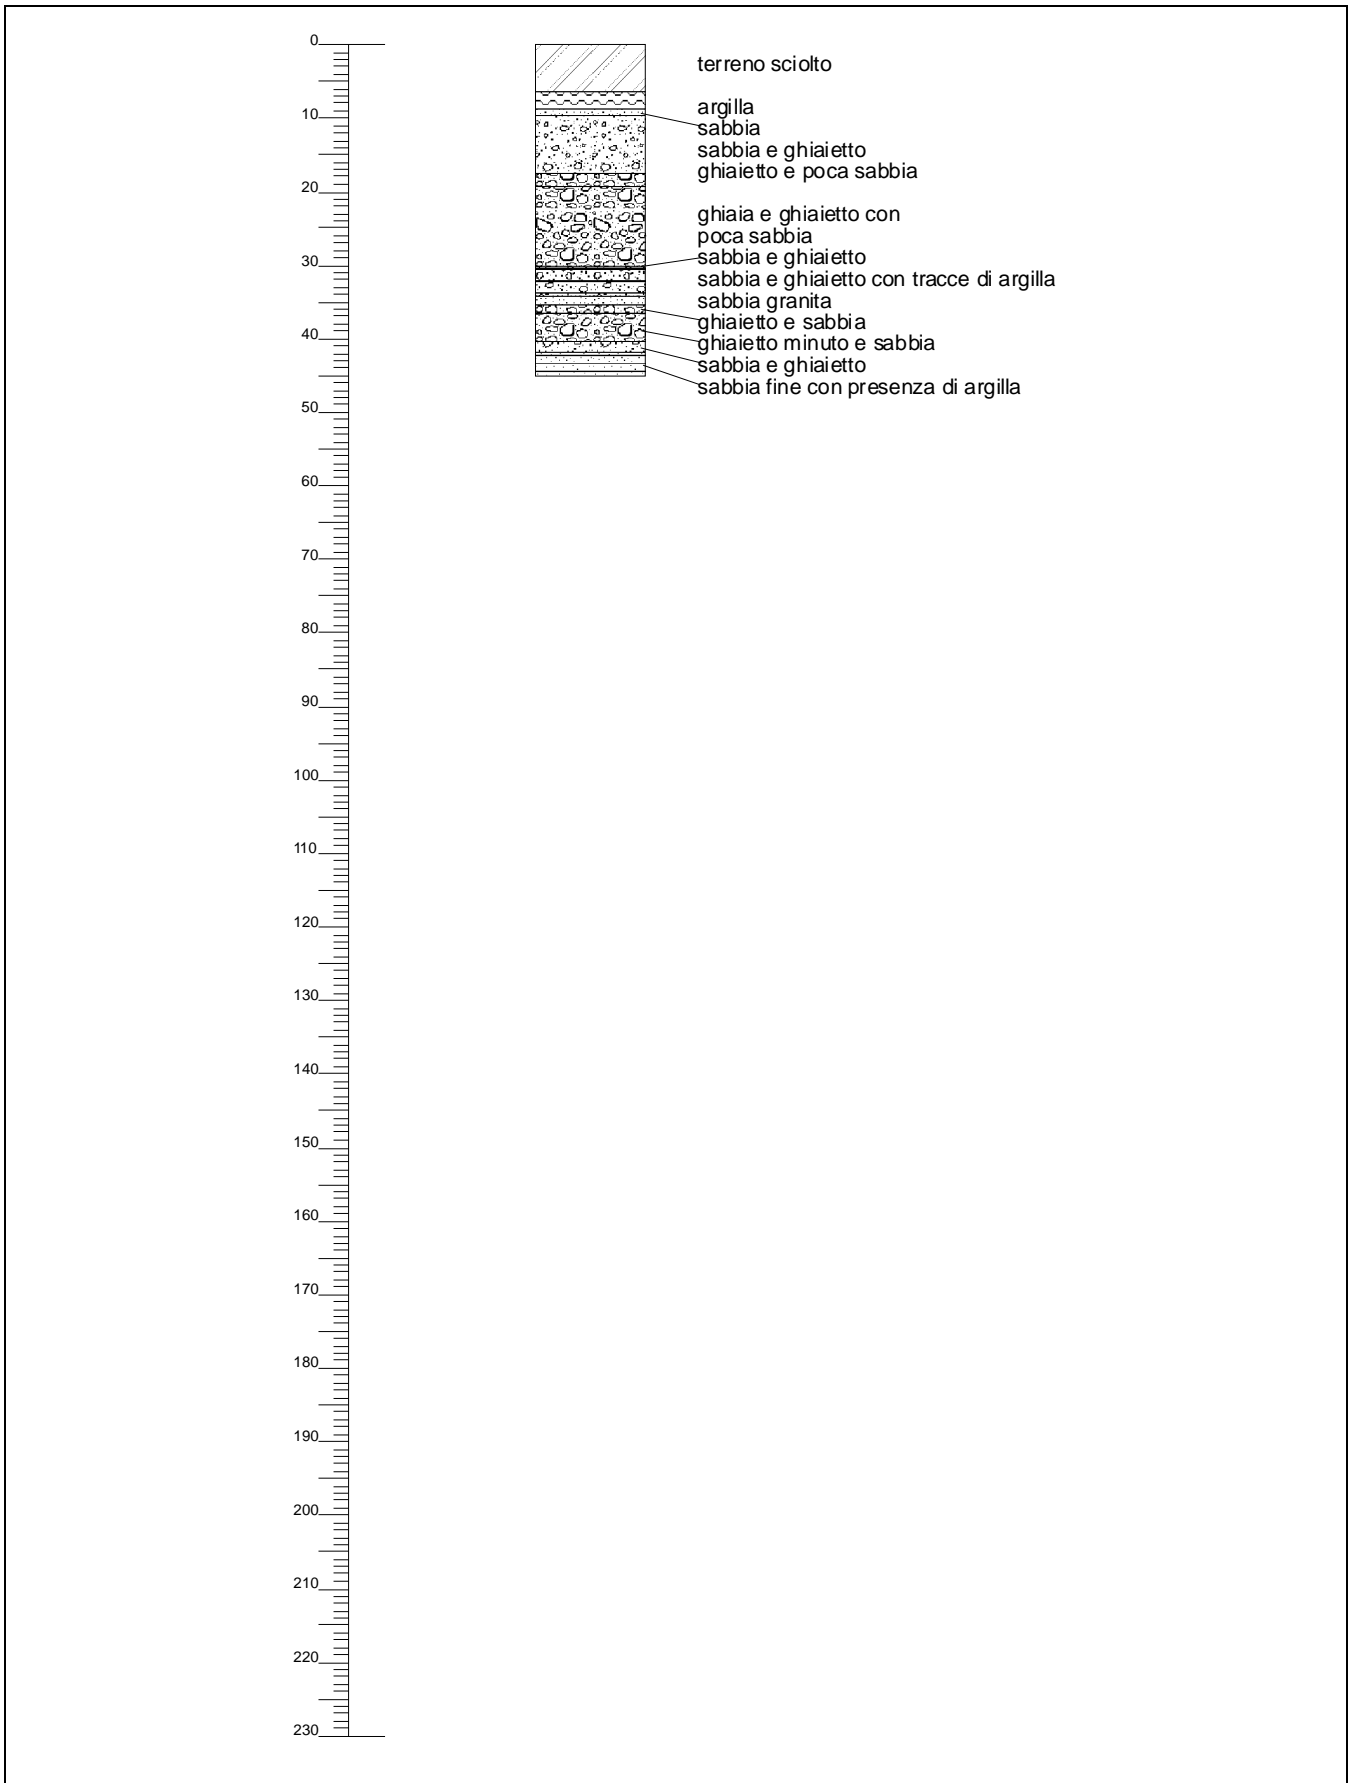 0
terreno sciolto
argilla
10
sabbia
sabbia e ghiaietto
ghiaietto e poca sabbia
20
ghiaia e ghiaietto con
poca sabbia
sabbia e ghiaietto
30
sabbia e ghiaietto con tracce di argilla
sabbia granita
ghiaietto e sabbia
40
ghiaietto minuto e sabbia
sabbia e ghiaietto
sabbia fine con presenza di argilla
50
60
70
80
90
100
110
120
130
140
150
160
170
180
190
200
210
220
230